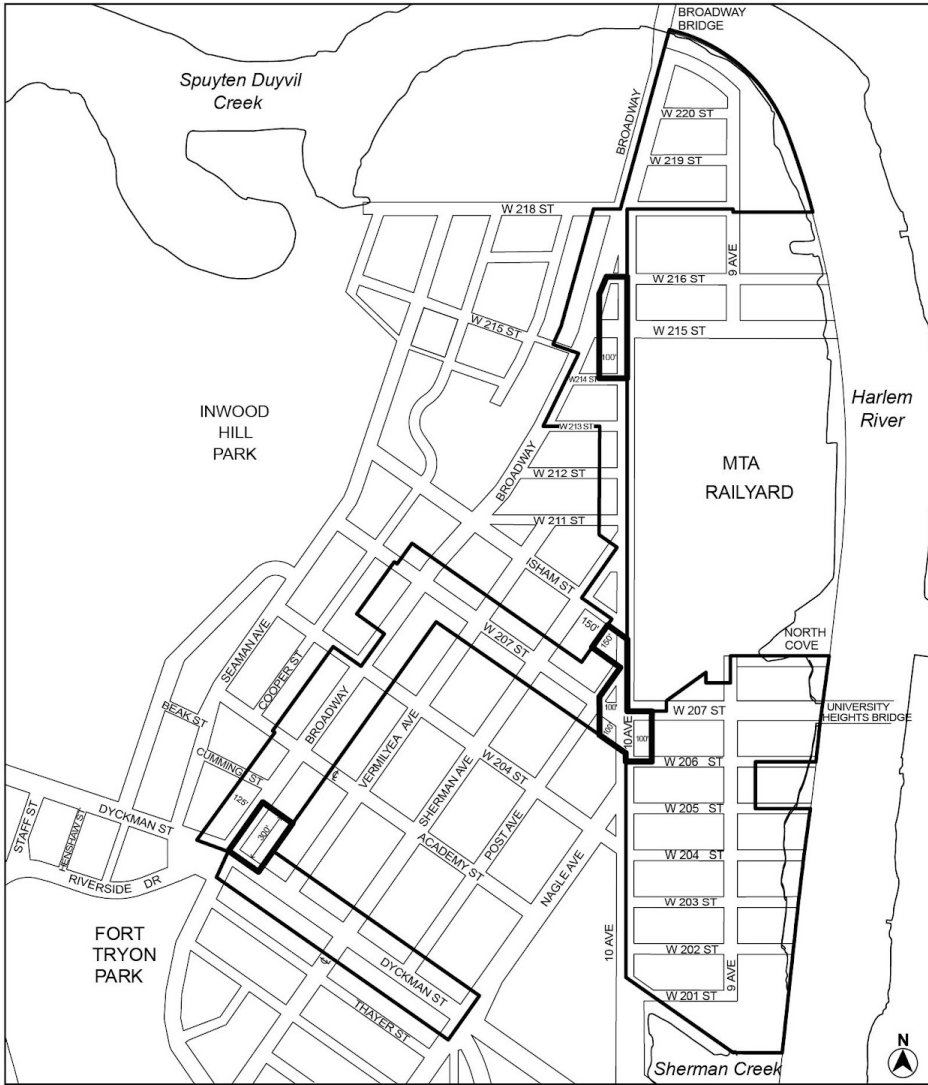 BROADWAY
BRIDGE
Spuyten Duyvil
Creek
BROADWAY
W 220 ST
W 219 ST
W 218 ST
9 AVE
W 216 ST
W 215 ST
W 215 ST
100'
W214 ST
Harlem
River
INWOOD
HILL
PARK
W 213 ST
BROADWAY
MTA
RAILYARD
W 212 ST
W 211 ST
ISHAM ST
150'
150'
NORTH
COVE
W 207 ST
SEAMAN AVE
COOPER ST
BROADWAY
BEAK ST
VERMILYEA AVE
100'
100'
10 AVE
100'
W 207 ST
UNIVERSITY
HEIGHTS BRIDGE
CUMMING ST
W 204 ST
SHERMAN AVE
W 206 ST
125'
300'
DYCKMAN ST
STAFF ST
HENSHAW ST
RIVERSIDE DR
ACADEMY ST
POST AVE
W 205 ST
NAGLE AVE
W 204 ST
W 203 ST
FORT
TRYON
PARK
10 AVE
W 202 ST
9 AVE
DYCKMAN ST
W 201 ST
THAYER ST
Sherman Creek
N